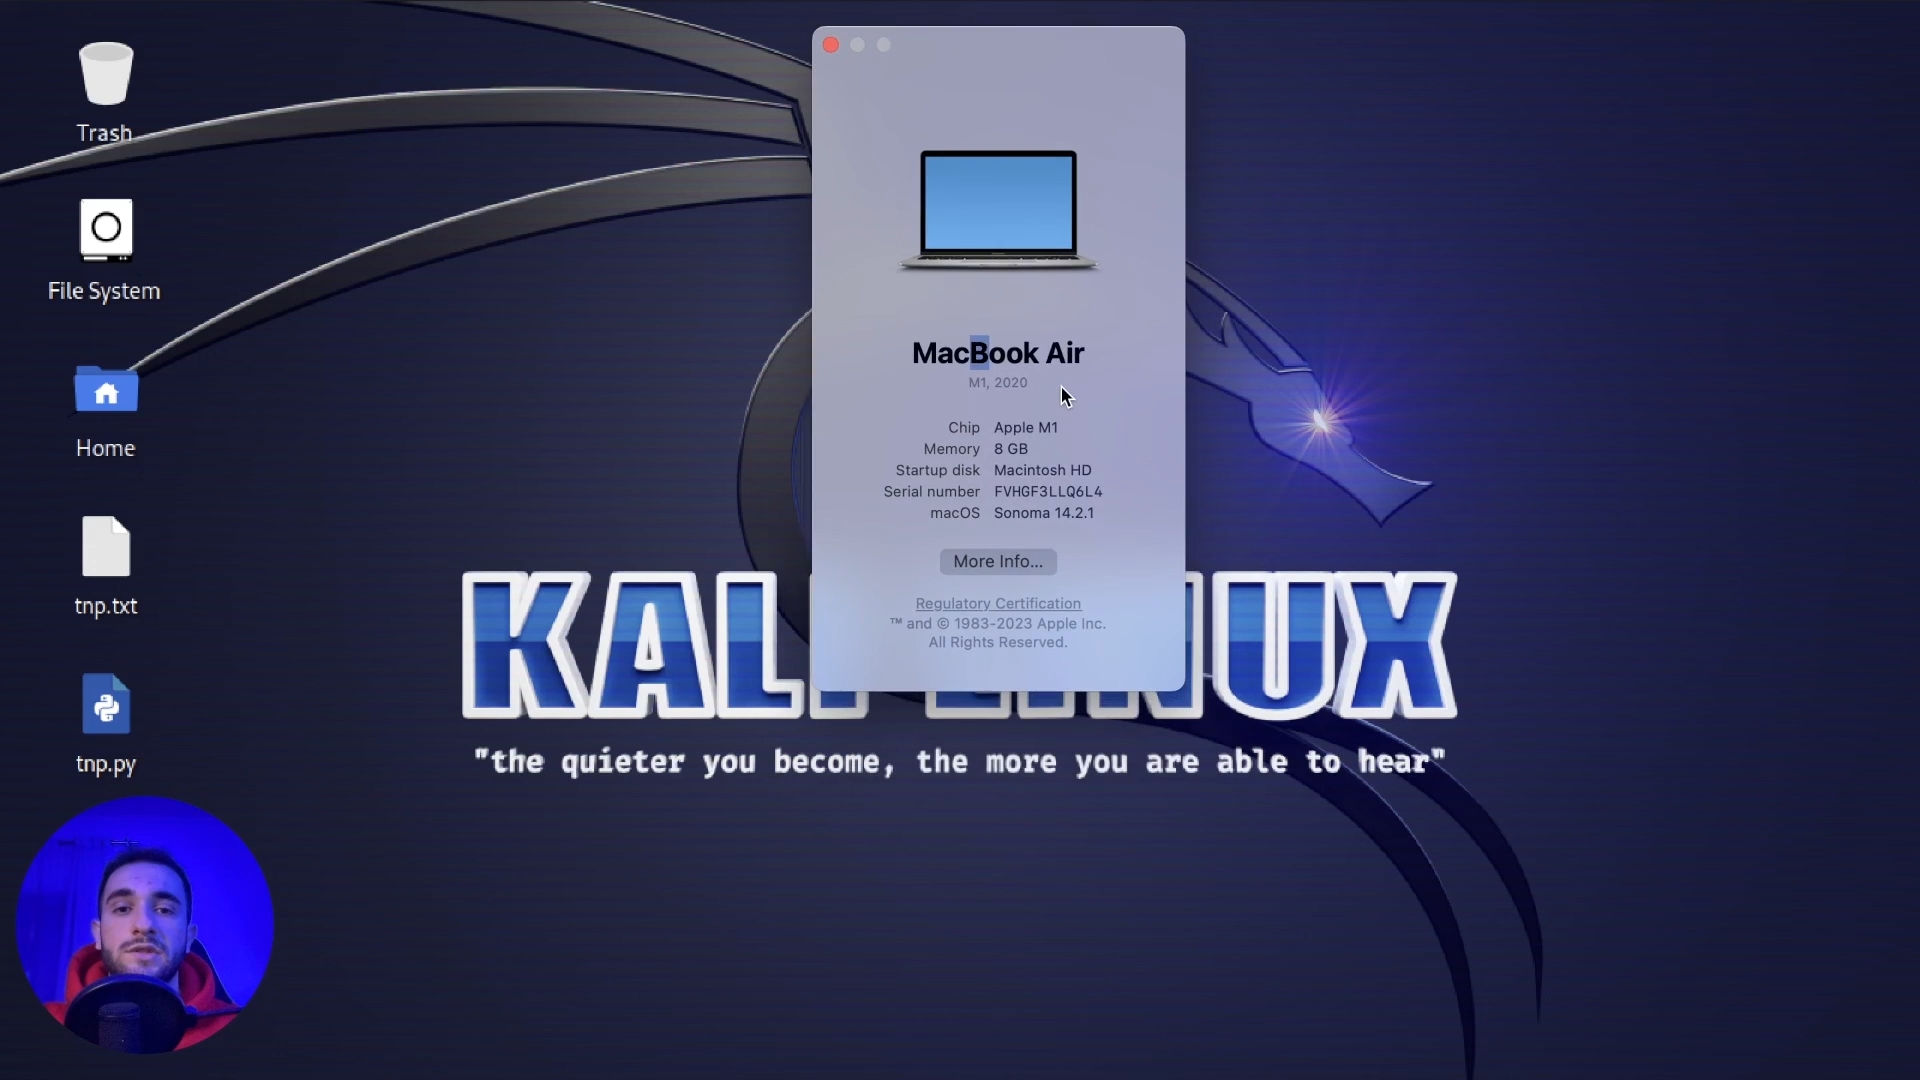 Trash
File System
Home
tnp.txt
tnp.py
MacBook Air
M1, 2020
Chip Apple M1
Memory 8 GB
Startup disk Macintosh HD
Serial number FVHGF3LLQ6L4
macOS Sonoma 14.2.1
More Info...
Regulatory Certification
™ and © 1983-2023 Apple Inc.
All Rights Reserved.
KALI LINUX
"the quieter you become, the more you are able to hear"